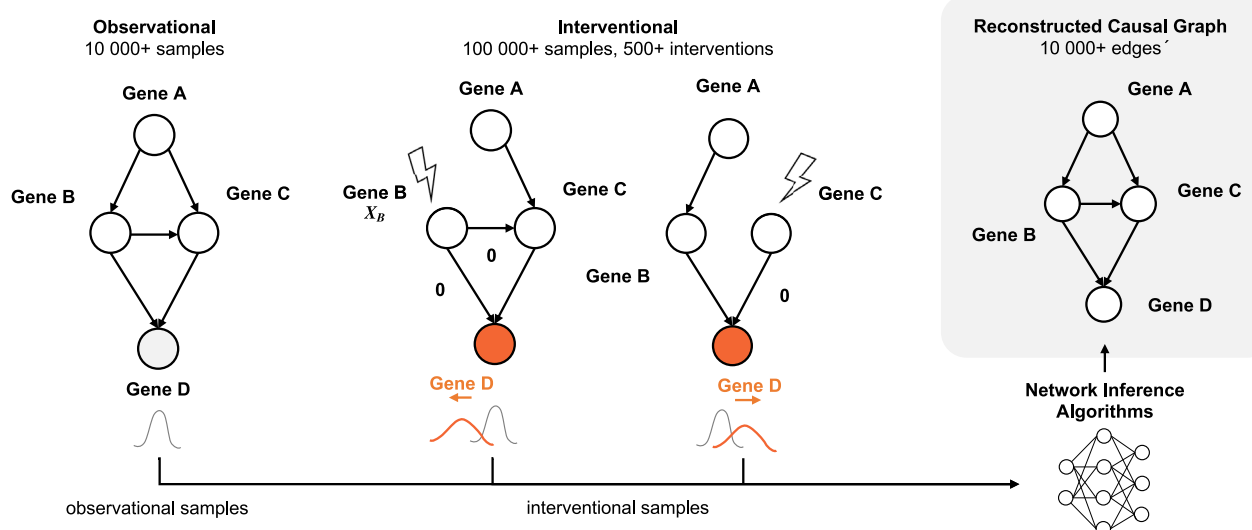 Observational
10 000+ samples
Gene A
Gene B
Gene C
Gene D
Interventional
100 000+ samples, 500+ interventions
Gene A
Gene B
X_B
Gene C
0
0
Gene D
Gene A
Gene C
Gene B
0
Gene D
Reconstructed Causal Graph
10 000+ edges´
Gene A
Gene C
Gene B
Gene D
Network Inference
Algorithms
observational samples
interventional samples